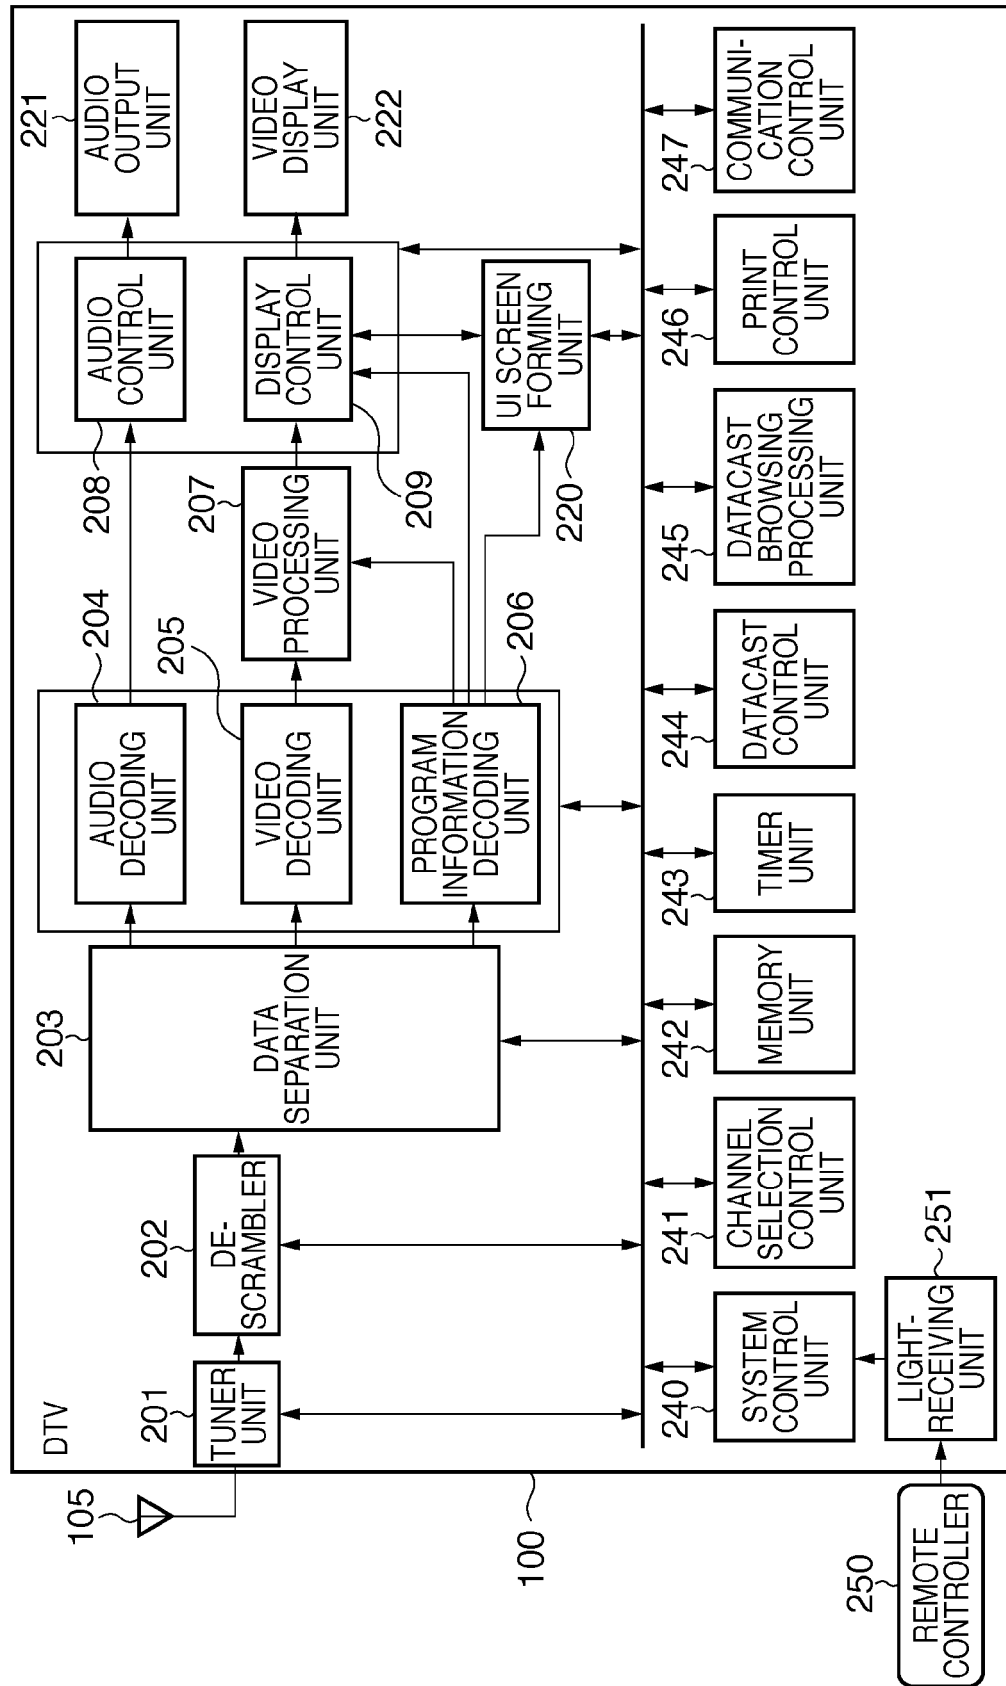 DTV
105
201
TUNER
UNIT
202
DE-
SCRAMBLER
203
DATA
SEPARATION
UNIT
204
AUDIO
DECODING
UNIT
205
VIDEO
DECODING
UNIT
206
PROGRAM
INFORMATION
DECODING
UNIT
207
VIDEO
PROCESSING
UNIT
208
AUDIO
CONTROL
UNIT
209
DISPLAY
CONTROL
UNIT
220
UI SCREEN
FORMING
UNIT
221
AUDIO
OUTPUT
UNIT
222
VIDEO
DISPLAY
UNIT
100
240
SYSTEM
CONTROL
UNIT
241
CHANNEL
SELECTION
CONTROL
UNIT
242
MEMORY
UNIT
243
TIMER
UNIT
244
DATACAST
CONTROL
UNIT
245
DATACAST
BROWSING
PROCESSING
UNIT
246
PRINT
CONTROL
UNIT
247
COMMUNI-
CATION
CONTROL
UNIT
250
REMOTE
CONTROLLER
251
LIGHT-
RECEIVING
UNIT